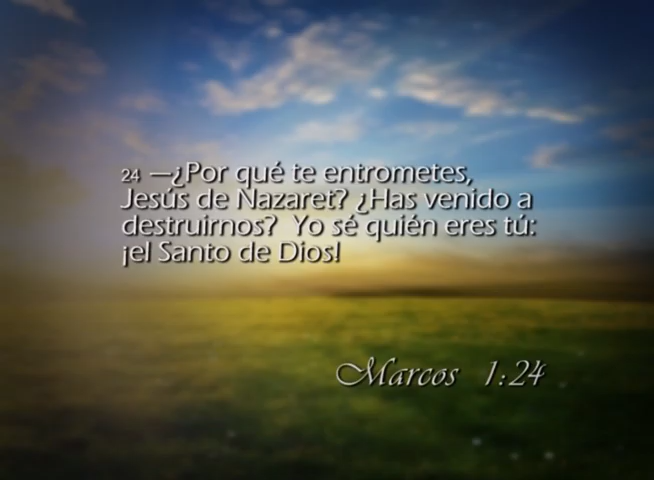 24 —¿Por qué te entrometes,
Jesús de Nazaret? ¿Has venido a
destruirnos?  Yo sé quién eres tú:
¡el Santo de Dios!
Marcos 1:24